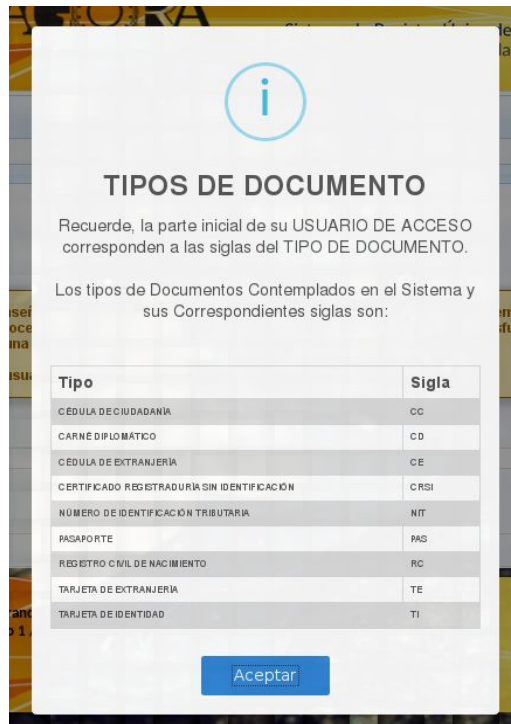 AGORA
TIPOS DE DOCUMENTO
Recuerde, la parte inicial de su USUARIO DE ACCESO
corresponden a las siglas del TIPO DE DOCUMENTO.
Los tipos de Documentos Contemplados en el Sistema y
sus Correspondientes siglas son:
Tipo Sigla
CÉDULA DE CIUDADANÍA CC
CARNÉ DIPLOMÁTICO CD
CÉDULA DE EXTRANJERÍA CE
CERTIFICADO REGISTRADURÍA SIN IDENTIFICACIÓN CRSI
NÚMERO DE IDENTIFICACIÓN TRIBUTARIA NIT
PASAPORTE PAS
REGISTRO CIVIL DE NACIMIENTO RC
TARJETA DE EXTRANJERÍA TE
TARJETA DE IDENTIDAD TI
Aceptar